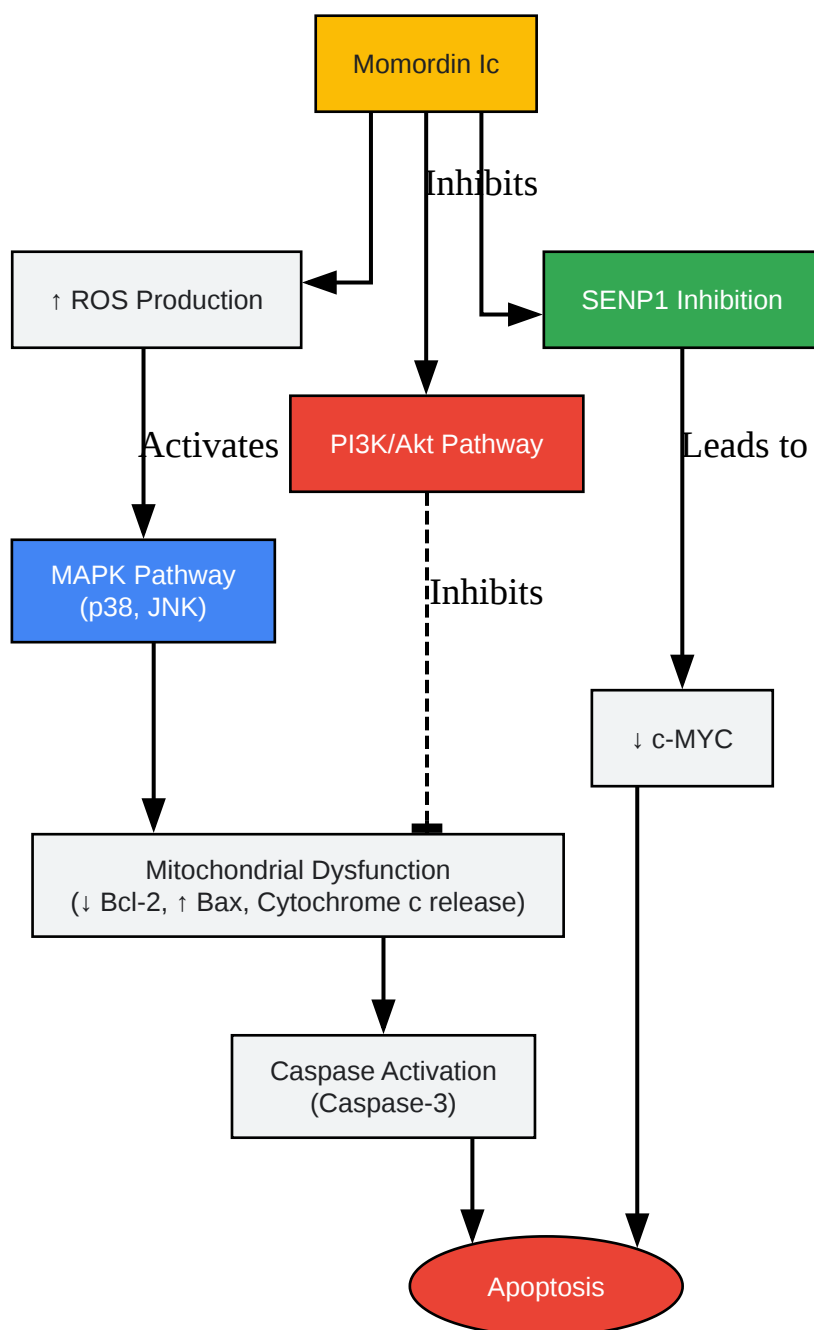 Momordin Ic
Inhibits
↑ ROS Production
SENP1 Inhibition
Activates
PI3K/Akt Pathway
Leads to
MAPK Pathway
(p38, JNK)
Inhibits
↓ c-MYC
Mitochondrial Dysfunction
(↓ Bcl-2, ↑ Bax, Cytochrome c release)
Caspase Activation
(Caspase-3)
Apoptosis